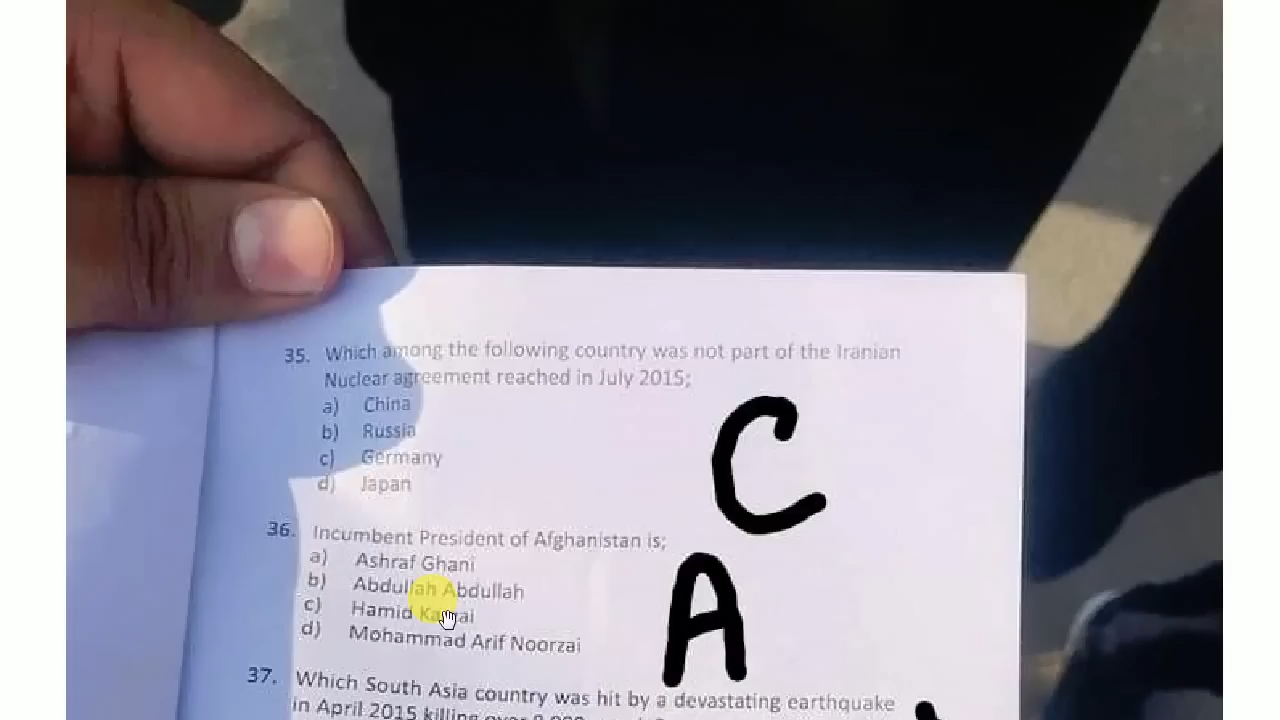 35. Which among the following country was not part of the Iranian
Nuclear agreement reached in July 2015;
a) China
b) Russia
c) Germany
d) Japan
C
36. Incumbent President of Afghanistan is;
a) Ashraf Ghani
b) Abdullah Abdullah
c) Hamid Karzai
d) Mohammad Arif Noorzai
A
37. Which South Asia country was hit by a devastating earthquake
in April 2015 killing over